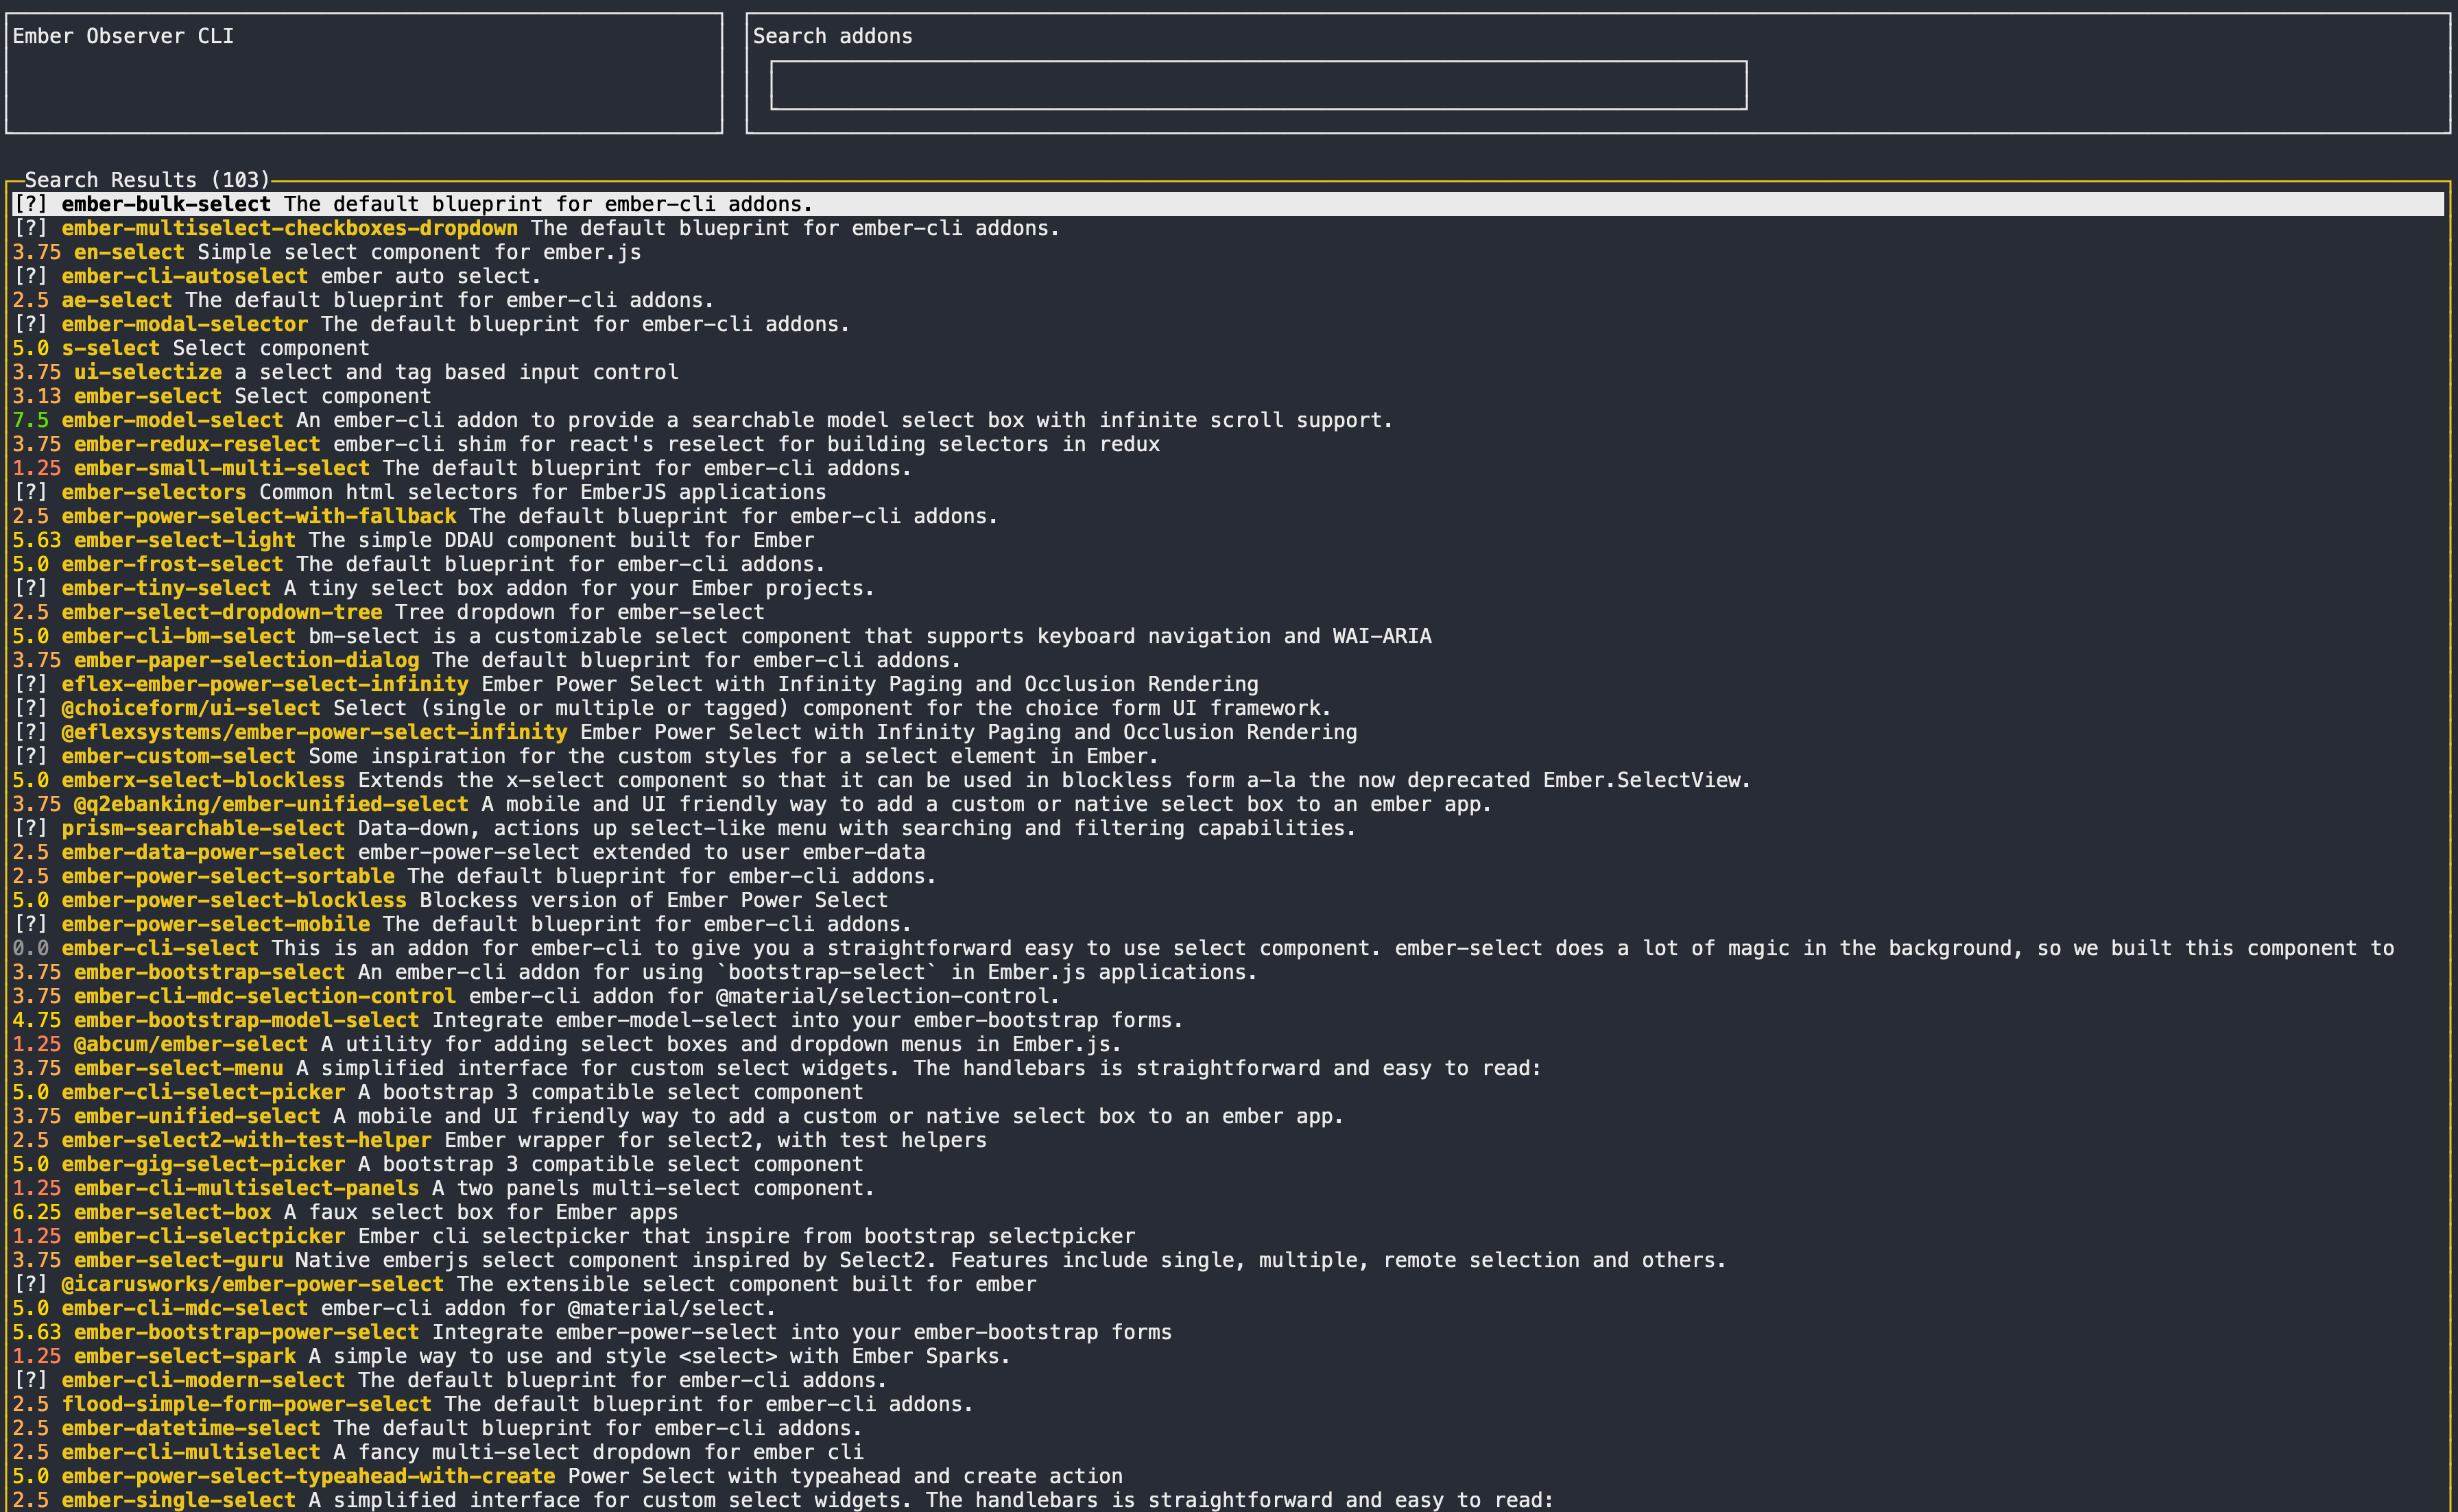 Ember Observer CLI
Search addons
Search Results (103)
[?] ember-bulk-select The default blueprint for ember-cli addons.
[?] ember-multiselect-checkboxes-dropdown The default blueprint for ember-cli addons.
3.75 en-select Simple select component for ember.js
[?] ember-cli-autoselect ember auto select.
2.5 ae-select The default blueprint for ember-cli addons.
[?] ember-modal-selector The default blueprint for ember-cli addons.
5.0 s-select Select component
3.75 ui-selectize a select and tag based input control
3.13 ember-select Select component
7.5 ember-model-select An ember-cli addon to provide a searchable model select box with infinite scroll support.
3.75 ember-redux-reselect ember-cli shim for react's reselect for building selectors in redux
1.25 ember-small-multi-select The default blueprint for ember-cli addons.
[?] ember-selectors Common html selectors for EmberJS applications
2.5 ember-power-select-with-fallback The default blueprint for ember-cli addons.
5.63 ember-select-light The simple DDAU component built for Ember
5.0 ember-frost-select The default blueprint for ember-cli addons.
[?] ember-tiny-select A tiny select box addon for your Ember projects.
2.5 ember-select-dropdown-tree Tree dropdown for ember-select
5.0 ember-cli-bm-select bm-select is a customizable select component that supports keyboard navigation and WAI-ARIA
3.75 ember-paper-selection-dialog The default blueprint for ember-cli addons.
[?] eflex-ember-power-select-infinity Ember Power Select with Infinity Paging and Occlusion Rendering
[?] @choiceform/ui-select Select (single or multiple or tagged) component for the choice form UI framework.
[?] @eflexsystems/ember-power-select-infinity Ember Power Select with Infinity Paging and Occlusion Rendering
[?] ember-custom-select Some inspiration for the custom styles for a select element in Ember.
5.0 emberx-select-blockless Extends the x-select component so that it can be used in blockless form a-la the now deprecated Ember.SelectView.
3.75 @q2ebanking/ember-unified-select A mobile and UI friendly way to add a custom or native select box to an ember app.
[?] prism-searchable-select Data-down, actions up select-like menu with searching and filtering capabilities.
2.5 ember-data-power-select ember-power-select extended to user ember-data
2.5 ember-power-select-sortable The default blueprint for ember-cli addons.
5.0 ember-power-select-blockless Blockess version of Ember Power Select
[?] ember-power-select-mobile The default blueprint for ember-cli addons.
0.0 ember-cli-select This is an addon for ember-cli to give you a straightforward easy to use select component. ember-select does a lot of magic in the background, so we built this component to
3.75 ember-bootstrap-select An ember-cli addon for using `bootstrap-select` in Ember.js applications.
3.75 ember-cli-mdc-selection-control ember-cli addon for @material/selection-control.
4.75 ember-bootstrap-model-select Integrate ember-model-select into your ember-bootstrap forms.
1.25 @abcum/ember-select A utility for adding select boxes and dropdown menus in Ember.js.
3.75 ember-select-menu A simplified interface for custom select widgets. The handlebars is straightforward and easy to read:
5.0 ember-cli-select-picker A bootstrap 3 compatible select component
3.75 ember-unified-select A mobile and UI friendly way to add a custom or native select box to an ember app.
2.5 ember-select2-with-test-helper Ember wrapper for select2, with test helpers
5.0 ember-gig-select-picker A bootstrap 3 compatible select component
1.25 ember-cli-multiselect-panels A two panels multi-select component.
6.25 ember-select-box A faux select box for Ember apps
1.25 ember-cli-selectpicker Ember cli selectpicker that inspire from bootstrap selectpicker
3.75 ember-select-guru Native emberjs select component inspired by Select2. Features include single, multiple, remote selection and others.
[?] @icarusworks/ember-power-select The extensible select component built for ember
5.0 ember-cli-mdc-select ember-cli addon for @material/select.
5.63 ember-bootstrap-power-select Integrate ember-power-select into your ember-bootstrap forms
1.25 ember-select-spark A simple way to use and style <select> with Ember Sparks.
[?] ember-cli-modern-select The default blueprint for ember-cli addons.
2.5 flood-simple-form-power-select The default blueprint for ember-cli addons.
2.5 ember-datetime-select The default blueprint for ember-cli addons.
2.5 ember-cli-multiselect A fancy multi-select dropdown for ember cli
5.0 ember-power-select-typeahead-with-create Power Select with typeahead and create action
2.5 ember-single-select A simplified interface for custom select widgets. The handlebars is straightforward and easy to read: